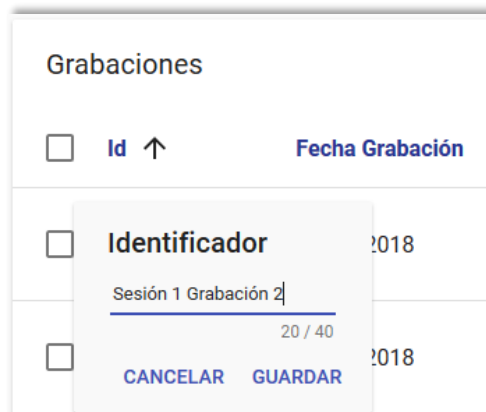 Grabaciones
Id Fecha Grabación
Identificador
2018
Sesión 1 Grabación 2
20 / 40
2018
CANCELAR GUARDAR